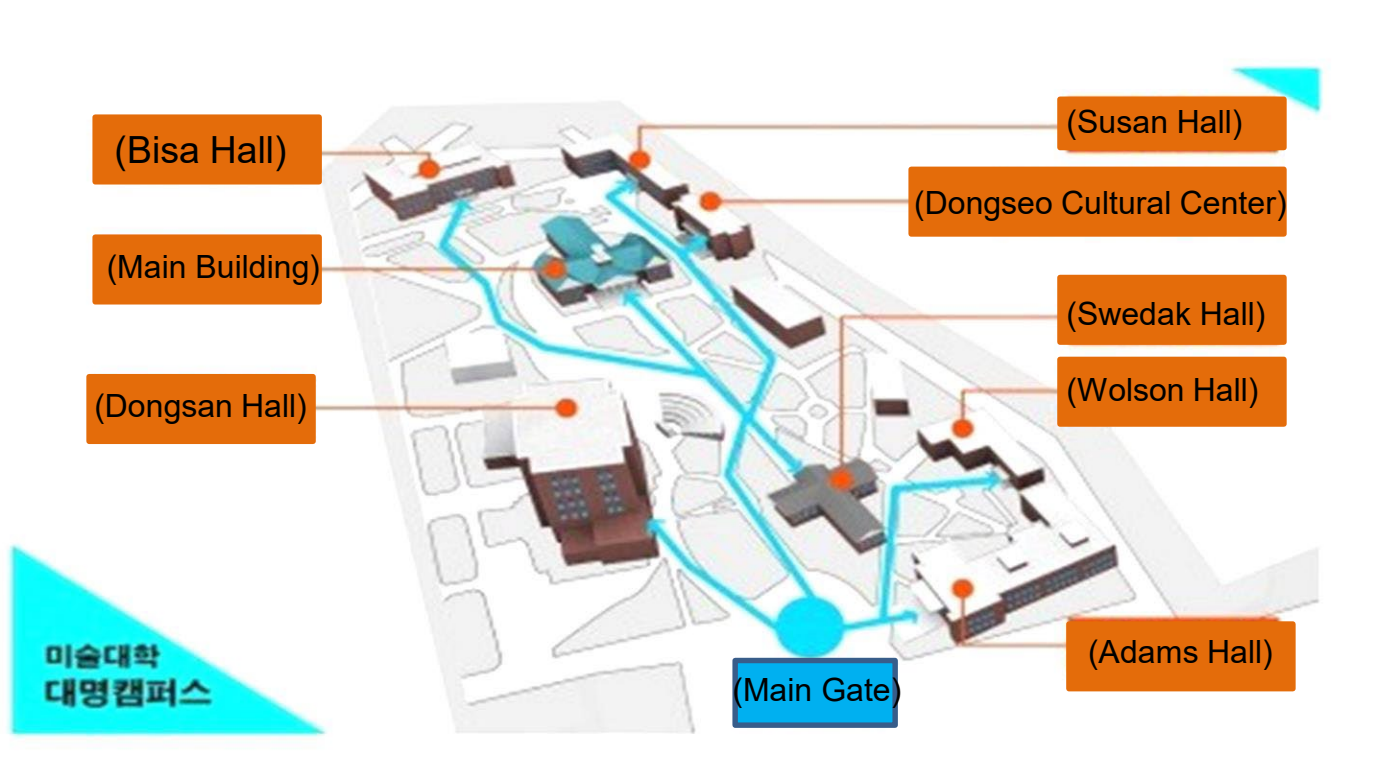 (Bisa Hall)
(Susan Hall)
(Dongseo Cultural Center)
(Main Building)
(Swedak Hall)
(Wolson Hall)
(Dongsan Hall)
(Adams Hall)
(Main Gate)
미술대학
대명캠퍼스